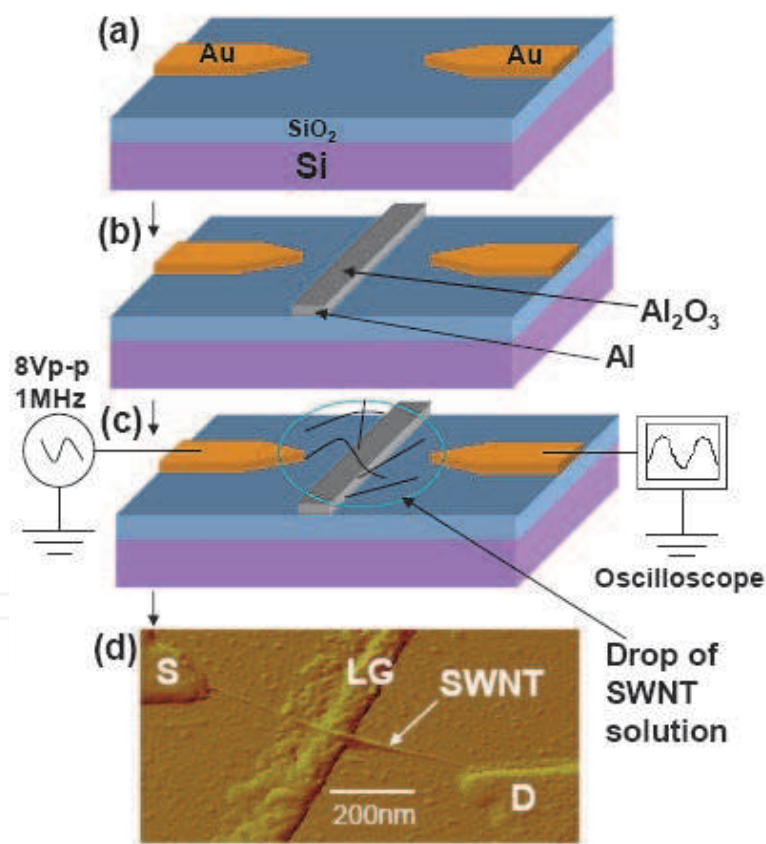 (a)
Au
Au
SiO₂
Si
(b)
Al₂O₃
Al
8Vp-p
1MHz
(c)
Oscilloscope
Drop of
SWNT
solution
(d)
S
LG
SWNT
D
200nm